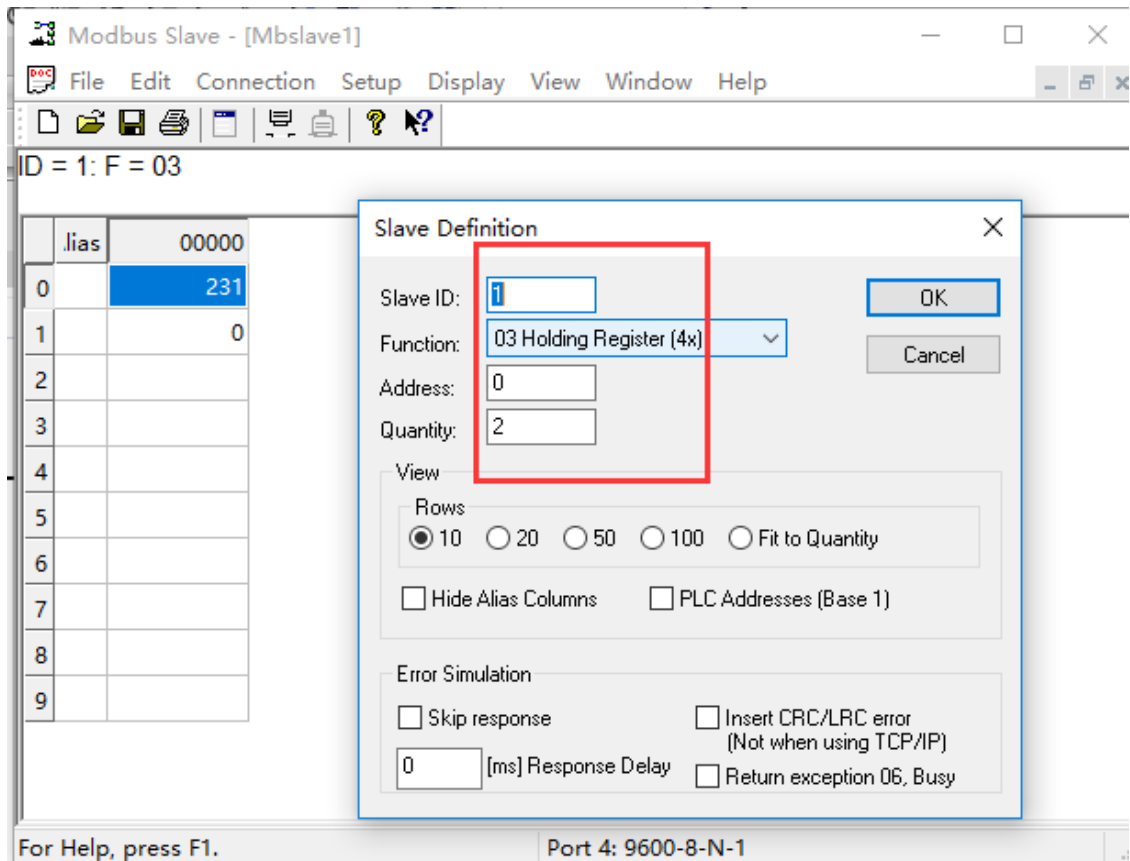 Modbus Slave - [Mbslave1]
File Edit Connection Setup Display View Window Help
ID = 1: F = 03
lias 00000
0 231
1 0
2
3
4
5
6
7
8
9
Slave Definition
Slave ID: 1
OK
Function: 03 Holding Register (4x)
Cancel
Address: 0
Quantity: 2
View
Rows
10 20 50 100 Fit to Quantity
Hide Alias Columns PLC Addresses (Base 1)
Error Simulation
Skip response
Insert CRC/LRC error
(Not when using TCP/IP)
0 [ms] Response Delay
Return exception 06, Busy
For Help, press F1.
Port 4: 9600-8-N-1